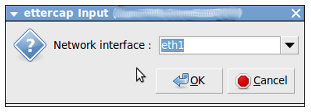 ettercap Input
Network interface : eth1
OK Cancel